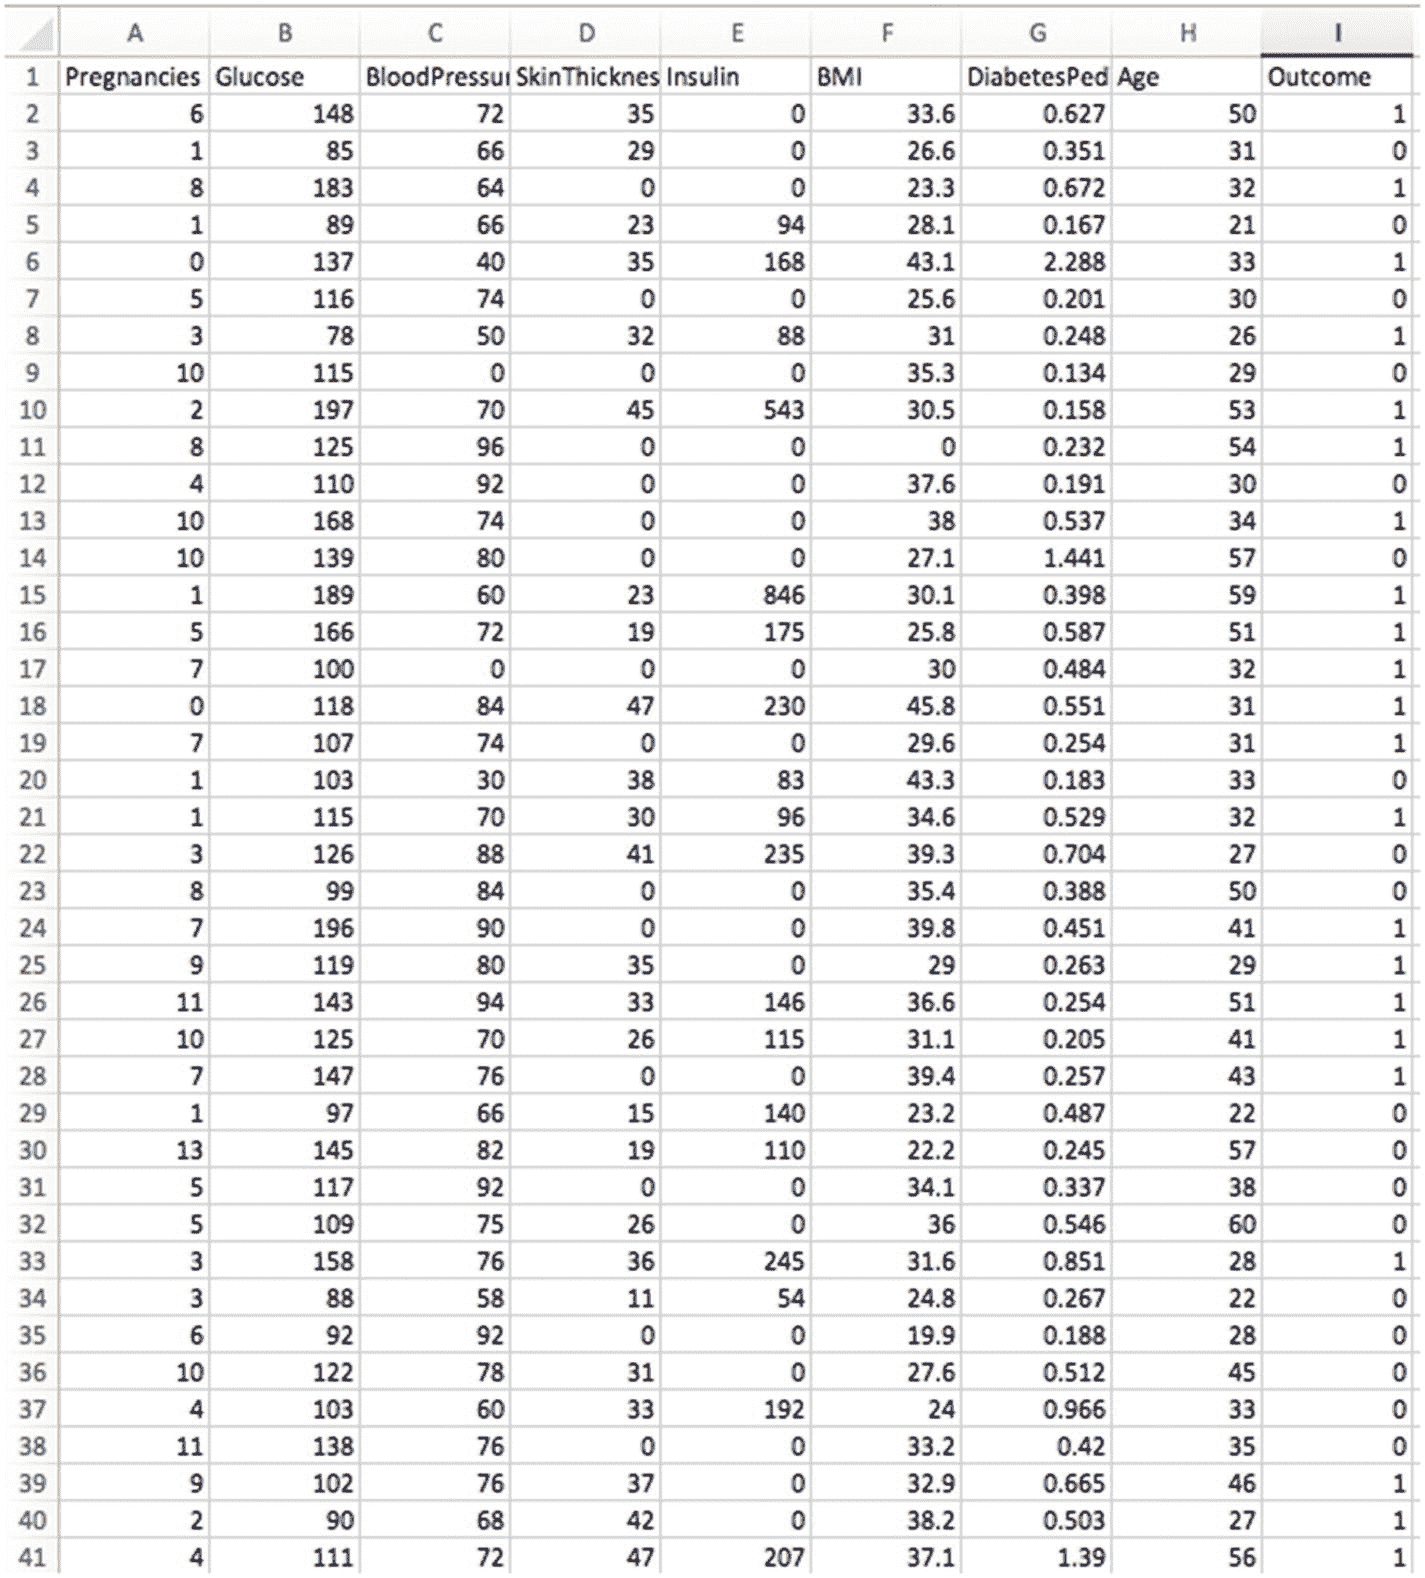 A B C D E F G H I
1 Pregnancies Glucose BloodPressur SkinThicknes Insulin BMI DiabetesPed Age Outcome
2 6 148 72 35 0 33.6 0.627 50 1
3 1 85 66 29 0 26.6 0.351 31 0
4 8 183 64 0 0 23.3 0.672 32 1
5 1 89 66 23 94 28.1 0.167 21 0
6 0 137 40 35 168 43.1 2.288 33 1
7 5 116 74 0 0 25.6 0.201 30 0
8 3 78 50 32 88 31 0.248 26 1
9 10 115 0 0 0 35.3 0.134 29 0
10 2 197 70 45 543 30.5 0.158 53 1
11 8 125 96 0 0 0 0.232 54 1
12 4 110 92 0 0 37.6 0.191 30 0
13 10 168 74 0 0 38 0.537 34 1
14 10 139 80 0 0 27.1 1.441 57 0
15 1 189 60 23 846 30.1 0.398 59 1
16 5 166 72 19 175 25.8 0.587 51 1
17 7 100 0 0 0 30 0.484 32 1
18 0 118 84 47 230 45.8 0.551 31 1
19 7 107 74 0 0 29.6 0.254 31 1
20 1 103 30 38 83 43.3 0.183 33 0
21 1 115 70 30 96 34.6 0.529 32 1
22 3 126 88 41 235 39.3 0.704 27 0
23 8 99 84 0 0 35.4 0.388 50 0
24 7 196 90 0 0 39.8 0.451 41 1
25 9 119 80 35 0 29 0.263 29 1
26 11 143 94 33 146 36.6 0.254 51 1
27 10 125 70 26 115 31.1 0.205 41 1
28 7 147 76 0 0 39.4 0.257 43 1
29 1 97 66 15 140 23.2 0.487 22 0
30 13 145 82 19 110 22.2 0.245 57 0
31 5 117 92 0 0 34.1 0.337 38 0
32 5 109 75 26 0 36 0.546 60 0
33 3 158 76 36 245 31.6 0.851 28 1
34 3 88 58 11 54 24.8 0.267 22 0
35 6 92 92 0 0 19.9 0.188 28 0
36 10 122 78 31 0 27.6 0.512 45 0
37 4 103 60 33 192 24 0.966 33 0
38 11 138 76 0 0 33.2 0.42 35 0
39 9 102 76 37 0 32.9 0.665 46 1
40 2 90 68 42 0 38.2 0.503 27 1
41 4 111 72 47 207 37.1 1.39 56 1